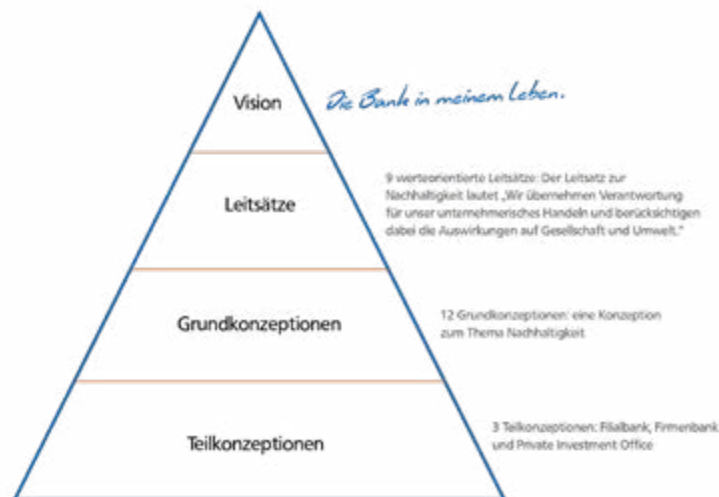 Vision
Die Bank in meinem Leben.
9 werteorientierte Leitsätze: Der Leitsatz zur
Nachhaltigkeit lautet „Wir übernehmen Verantwortung
für unser unternehmerisches Handeln und berücksichtigen
dabei die Auswirkungen auf Gesellschaft und Umwelt."
Leitsätze
Grundkonzeptionen
12 Grundkonzeptionen: eine Konzeption
zum Thema Nachhaltigkeit
Teilkonzeptionen
3 Teilkonzeptionen: Filialbank, Firmenbank
und Private Investment Office